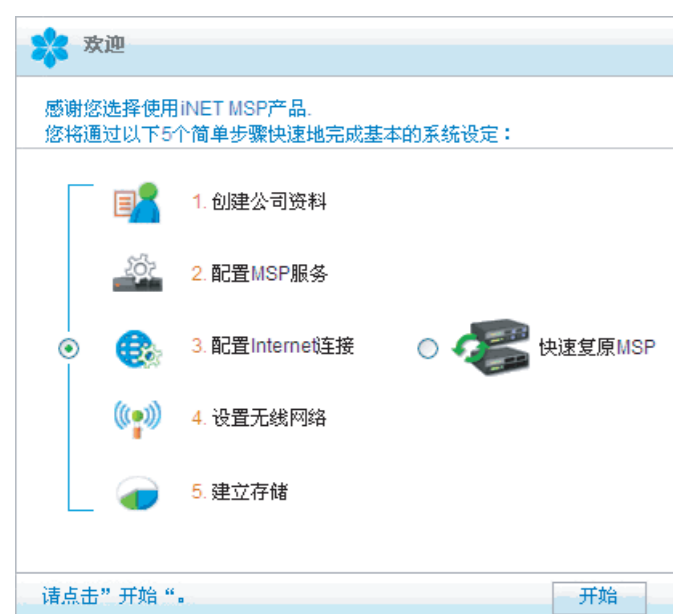 欢迎
感谢您选择使用iNET MSP产品.
您将通过以下5个简单步骤快速地完成基本的系统设定：
1. 创建公司资料
2. 配置MSP服务
3. 配置Internet连接
快速复原MSP
4. 设置无线网络
5. 建立存储
请点击” 开始 “。
开始